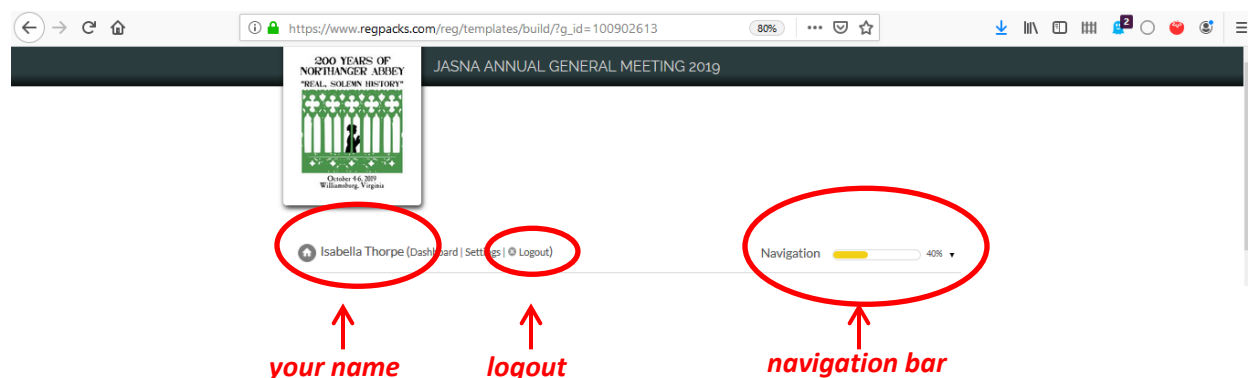 https://www.regpacks.com/reg/templates/build/?g_id=100902613
80%
2
200 YEARS OF
NORTHANGER ABBEY
"REAL, SOLEMN HISTORY"
JASNA ANNUAL GENERAL MEETING 2019
October 4-6, 2019
Williamsburg, Virginia
Isabella Thorpe (Dashboard | Settings | Logout)
Navigation 40%
your name
logout
navigation bar